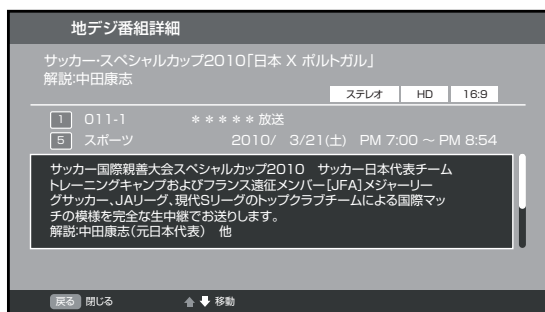 地デジ番組詳細
サッカー・スペシャルカップ2010「日本 X ポルトガル」
解説:中田康志
ステレオ HD 16:9
1 011-1 ＊＊＊＊＊放送
5 スポーツ 2010/ 3/21(土) PM 7:00 ～ PM 8:54
サッカー国際親善大会スペシャルカップ2010 サッカー日本代表チーム
トレーニングキャンプおよびフランス遠征メンバー[JFA]メジャーリー
グサッカー、JAリーグ、現代Sリーグのトップクラブチームによる国際マッ
チの模様を完全な生中継でお送りします。
解説:中田康志(元日本代表) 他
戻る 閉じる 移動